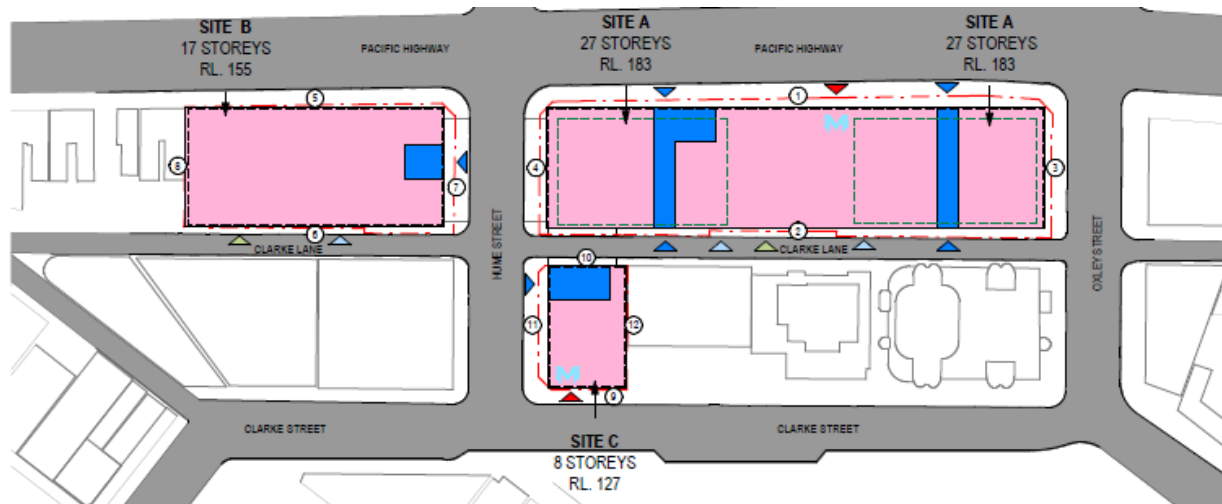 SITE B
17 STOREYS
RL. 155
PACIFIC HIGHWAY
SITE A
27 STOREYS
RL. 183
PACIFIC HIGHWAY
SITE A
27 STOREYS
RL. 183
5
1
M
8
7
4
3
6
2
CLARKE LANE
CLARKE LANE
HUME STREET
OXLEY STREET
10
11
12
M
9
CLARKE STREET
CLARKE STREET
SITE C
8 STOREYS
RL. 127